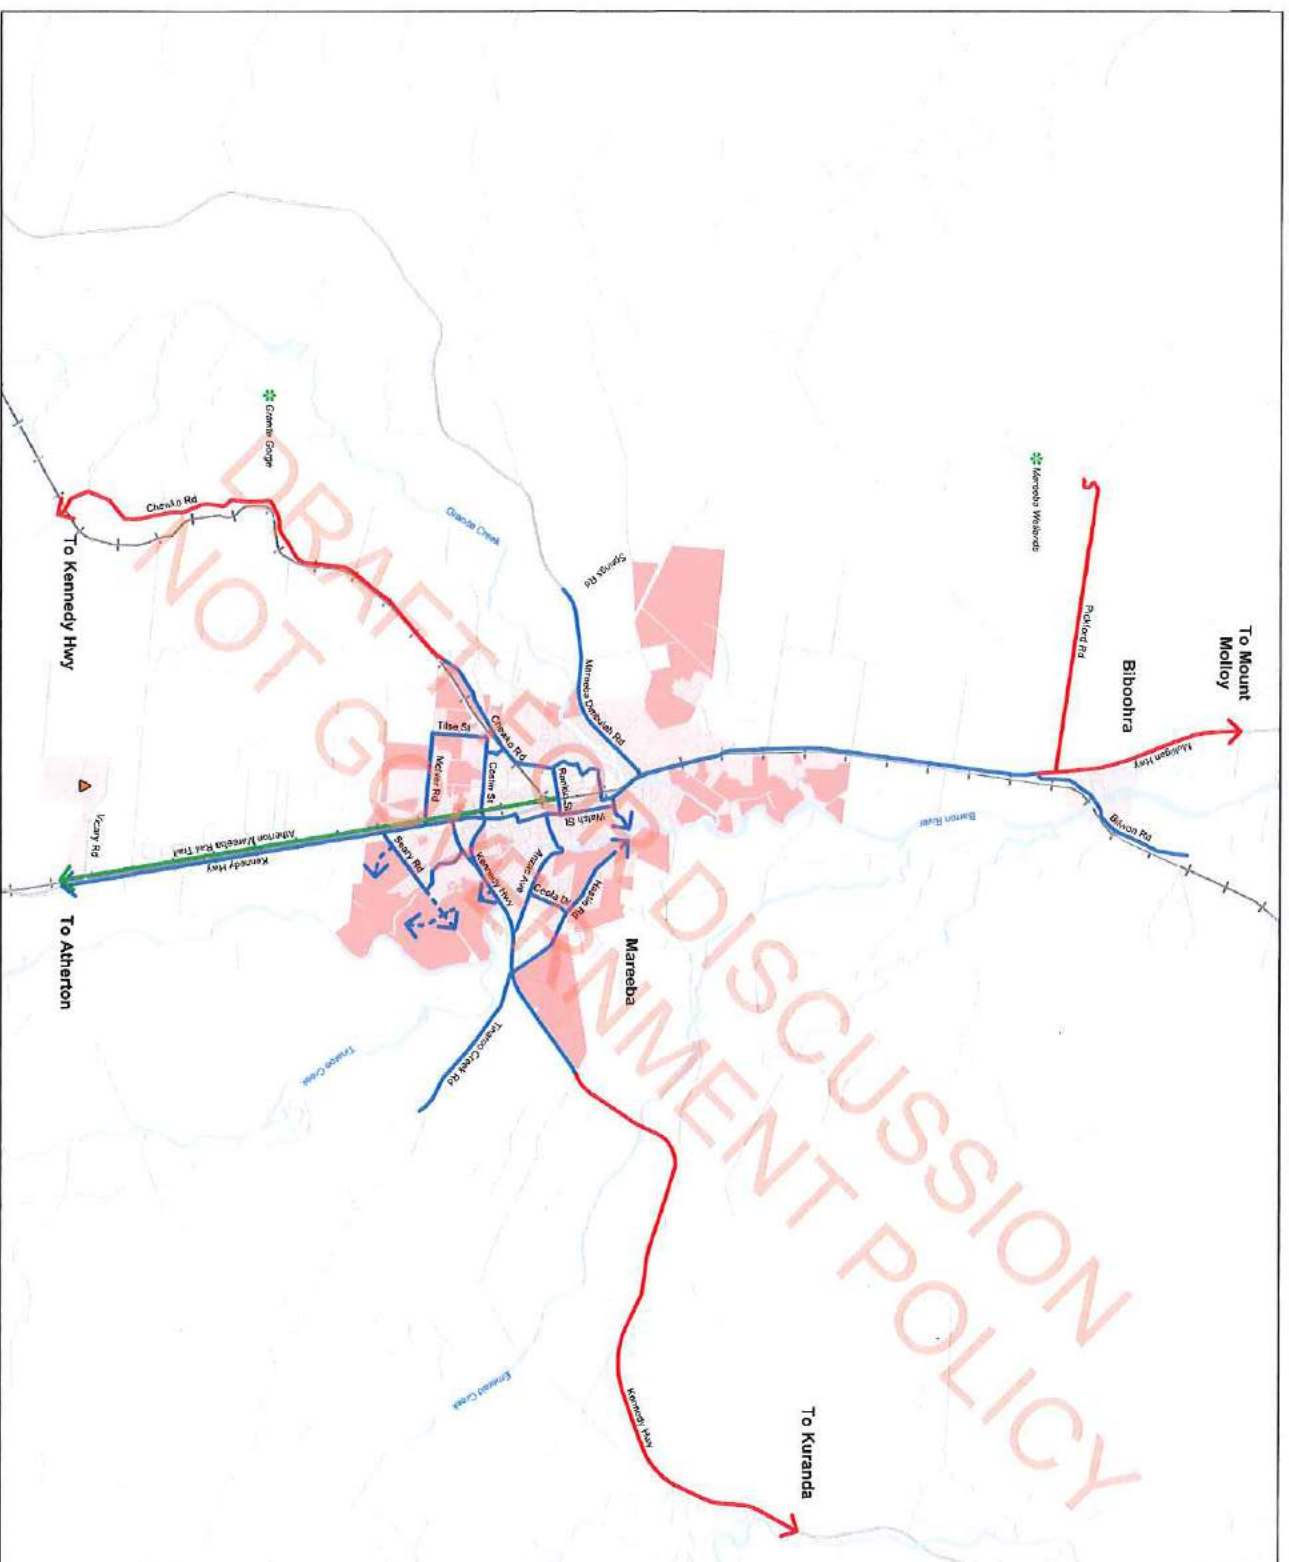 To Mount
Molloy
Biboohra
Mulligan Hwy
Pickford Rd
Mareeba Wetlands
Bilwon Rd
Barron River
Springs Rd
Mareeba Dimbulah Rd
Granite Creek
Granite Gorge
Chewko Rd
To Kennedy Hwy
Chewko Rd
Tilse St
McIver Rd
Costin St
Rankin St
Walsh St
Anzac Ave
Ceola Dr
Hastie Rd
Kennedy Hwy
Seary Rd
Mareeba
Atherton Mareeba Rail Trail
Kennedy Hwy
Vicary Rd
To Atherton
Tinaroo Creek Rd
Tinaroo Creek
Emerald Creek
Kennedy Hwy
To Kuranda
DRAFT FOR DISCUSSION
NOT GOVERNMENT POLICY